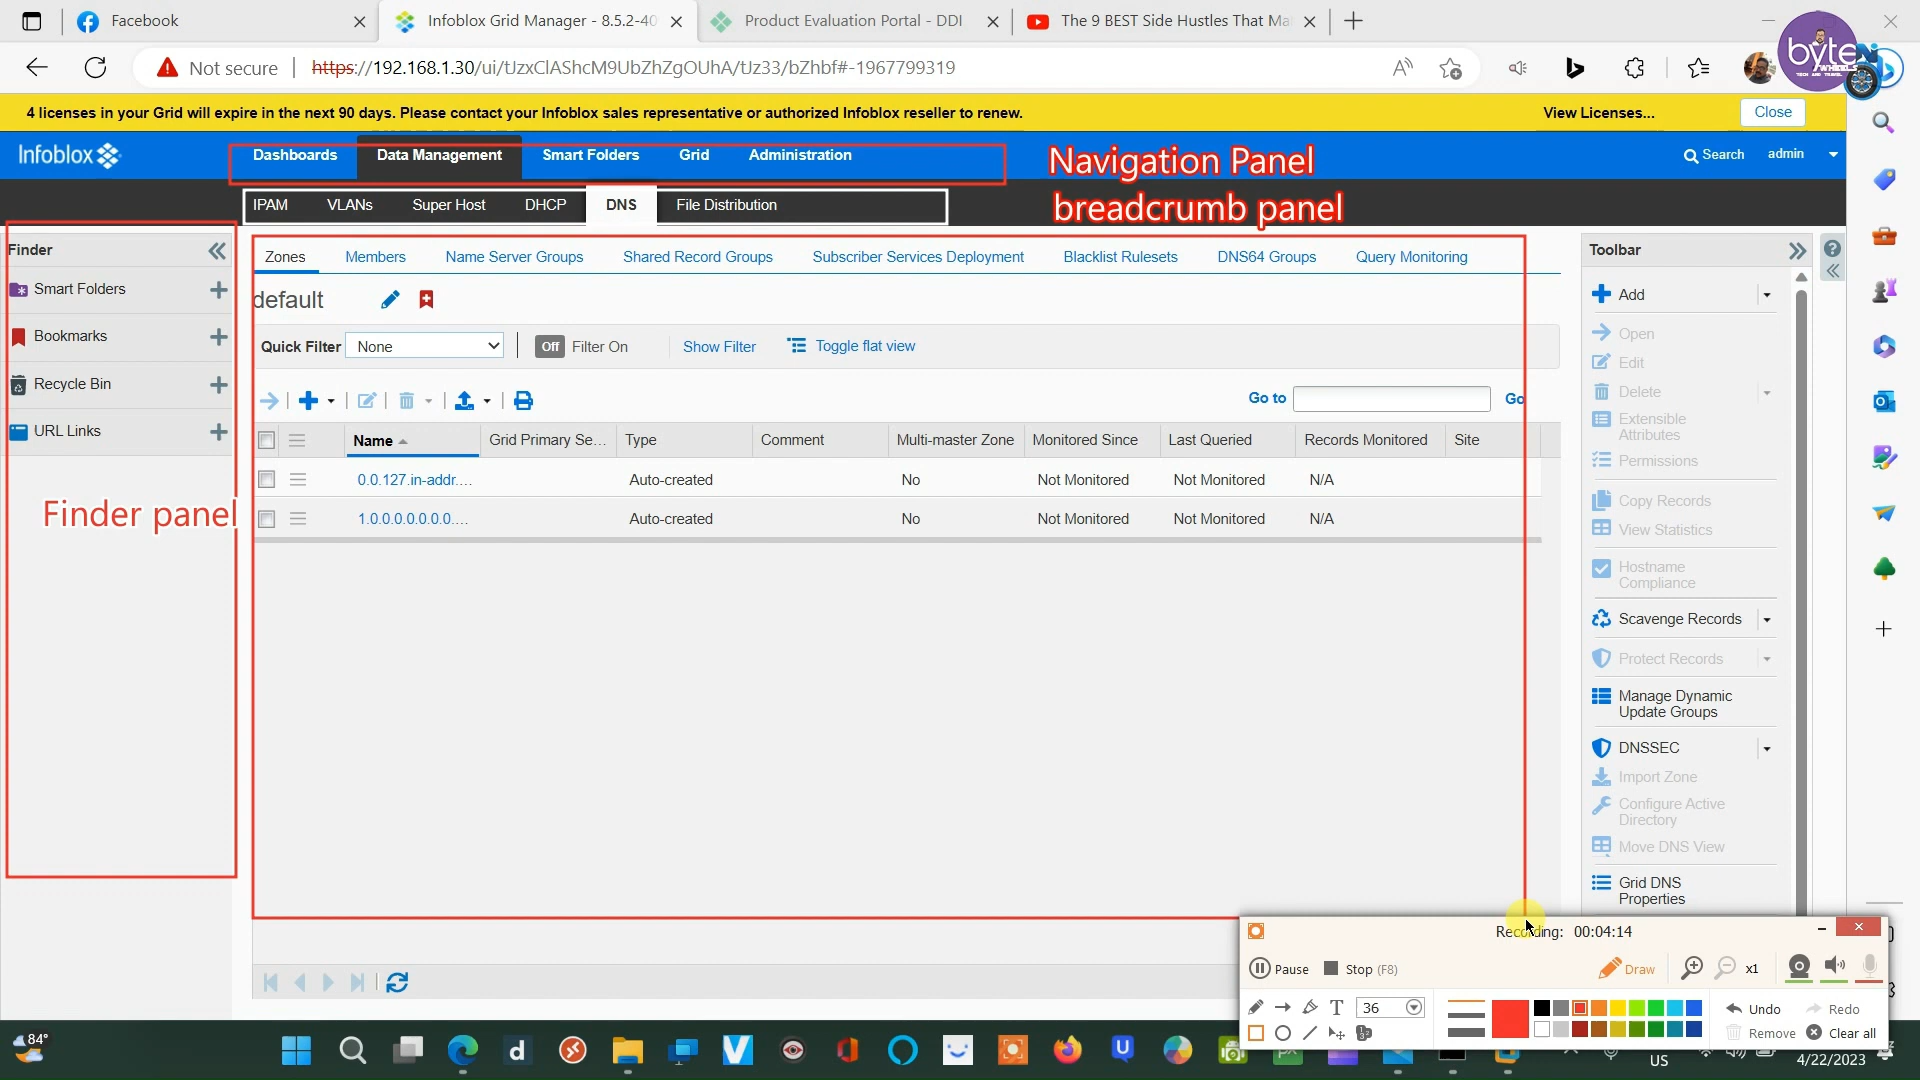 Facebook
Infoblox Grid Manager - 8.5.2-40
Product Evaluation Portal - DDI
The 9 BEST Side Hustles That Ma
Not secure
https://192.168.1.30/ui/tJzxClAShcM9UbZhZgOUhA/tJz33/bZhbf#-1967799319
byte
WHEELS
TECH AND TRAVEL
4 licenses in your Grid will expire in the next 90 days. Please contact your Infoblox sales representative or authorized Infoblox reseller to renew.
View Licenses...
Close
Infoblox
Dashboards
Data Management
Smart Folders
Grid
Administration
Navigation Panel
Search
admin
IPAM
VLANs
Super Host
DHCP
DNS
File Distribution
breadcrumb panel
Finder
Smart Folders
Bookmarks
Recycle Bin
URL Links
Finder panel
Zones
Members
Name Server Groups
Shared Record Groups
Subscriber Services Deployment
Blacklist Rulesets
DNS64 Groups
Query Monitoring
default
Quick Filter
None
Off
Filter On
Show Filter
Toggle flat view
Go to
Go
Name
Grid Primary Se...
Type
Comment
Multi-master Zone
Monitored Since
Last Queried
Records Monitored
Site
0.0.127.in-addr....
Auto-created
No
Not Monitored
Not Monitored
N/A
1.0.0.0.0.0.0....
Auto-created
No
Not Monitored
Not Monitored
N/A
Toolbar
Add
Open
Edit
Delete
Extensible
Attributes
Permissions
Copy Records
View Statistics
Hostname
Compliance
Scavenge Records
Protect Records
Manage Dynamic
Update Groups
DNSSEC
Import Zone
Configure Active
Directory
Move DNS View
Grid DNS
Properties
Recording: 00:04:14
Pause
Stop (F8)
Draw
x1
T
36
Undo
Redo
Remove
Clear all
84°
US
4/22/2023